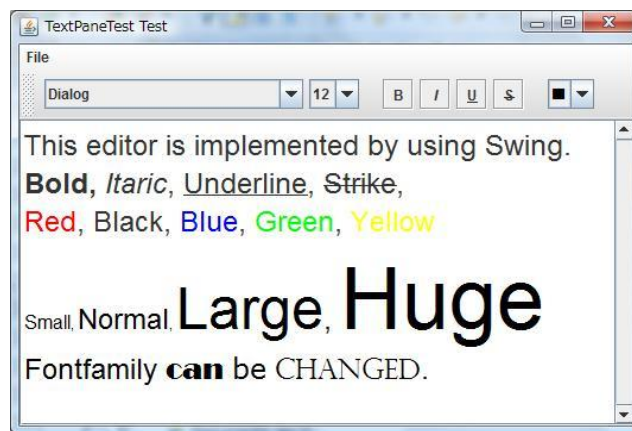 TextPaneTest Test
File
Dialog 12 B I U S
This editor is implemented by using Swing.
Bold, Itaric, Underline, Strike,
Red, Black, Blue, Green, Yellow
Small, Normal, Large, Huge
Fontfamily can be CHANGED.